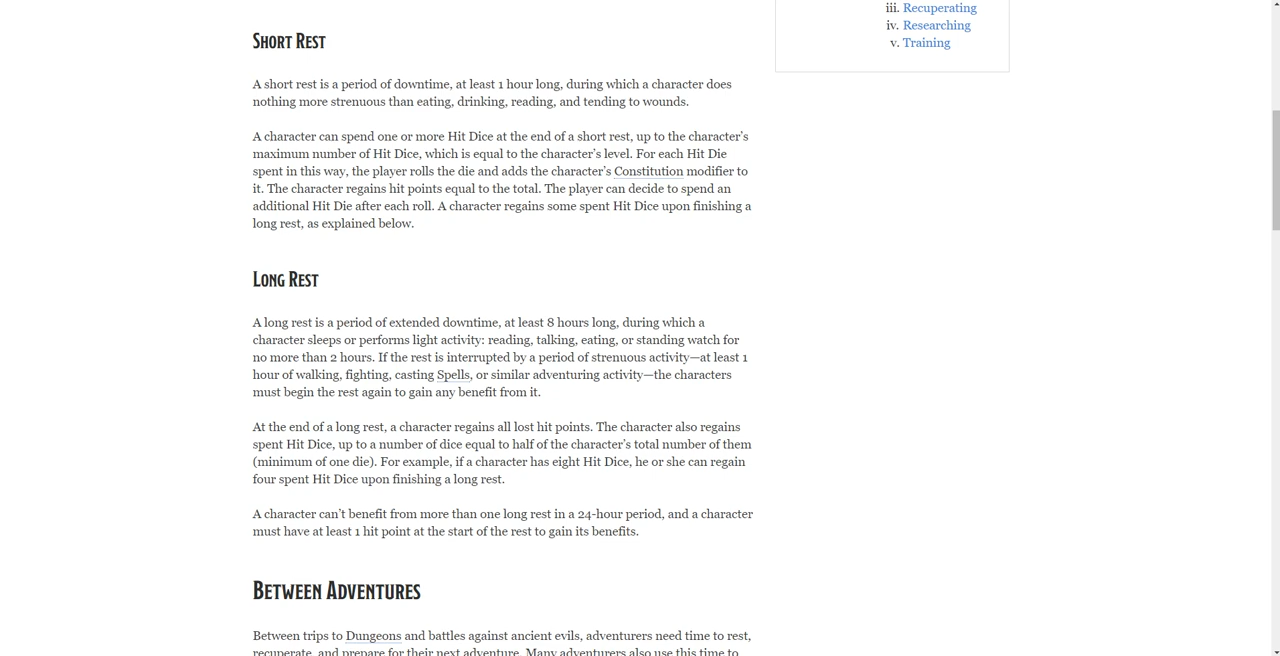 iii. Recuperating
iv. Researching
v. Training
Short Rest
A short rest is a period of downtime, at least 1 hour long, during which a character does
nothing more strenuous than eating, drinking, reading, and tending to wounds.
A character can spend one or more Hit Dice at the end of a short rest, up to the character’s
maximum number of Hit Dice, which is equal to the character’s level. For each Hit Die
spent in this way, the player rolls the die and adds the character’s Constitution modifier to
it. The character regains hit points equal to the total. The player can decide to spend an
additional Hit Die after each roll. A character regains some spent Hit Dice upon finishing a
long rest, as explained below.
Long Rest
A long rest is a period of extended downtime, at least 8 hours long, during which a
character sleeps or performs light activity: reading, talking, eating, or standing watch for
no more than 2 hours. If the rest is interrupted by a period of strenuous activity—at least 1
hour of walking, fighting, casting Spells, or similar adventuring activity—the characters
must begin the rest again to gain any benefit from it.
At the end of a long rest, a character regains all lost hit points. The character also regains
spent Hit Dice, up to a number of dice equal to half of the character’s total number of them
(minimum of one die). For example, if a character has eight Hit Dice, he or she can regain
four spent Hit Dice upon finishing a long rest.
A character can’t benefit from more than one long rest in a 24-hour period, and a character
must have at least 1 hit point at the start of the rest to gain its benefits.
Between Adventures
Between trips to Dungeons and battles against ancient evils, adventurers need time to rest,
recuperate, and prepare for their next adventure. Many adventurers also use this time to